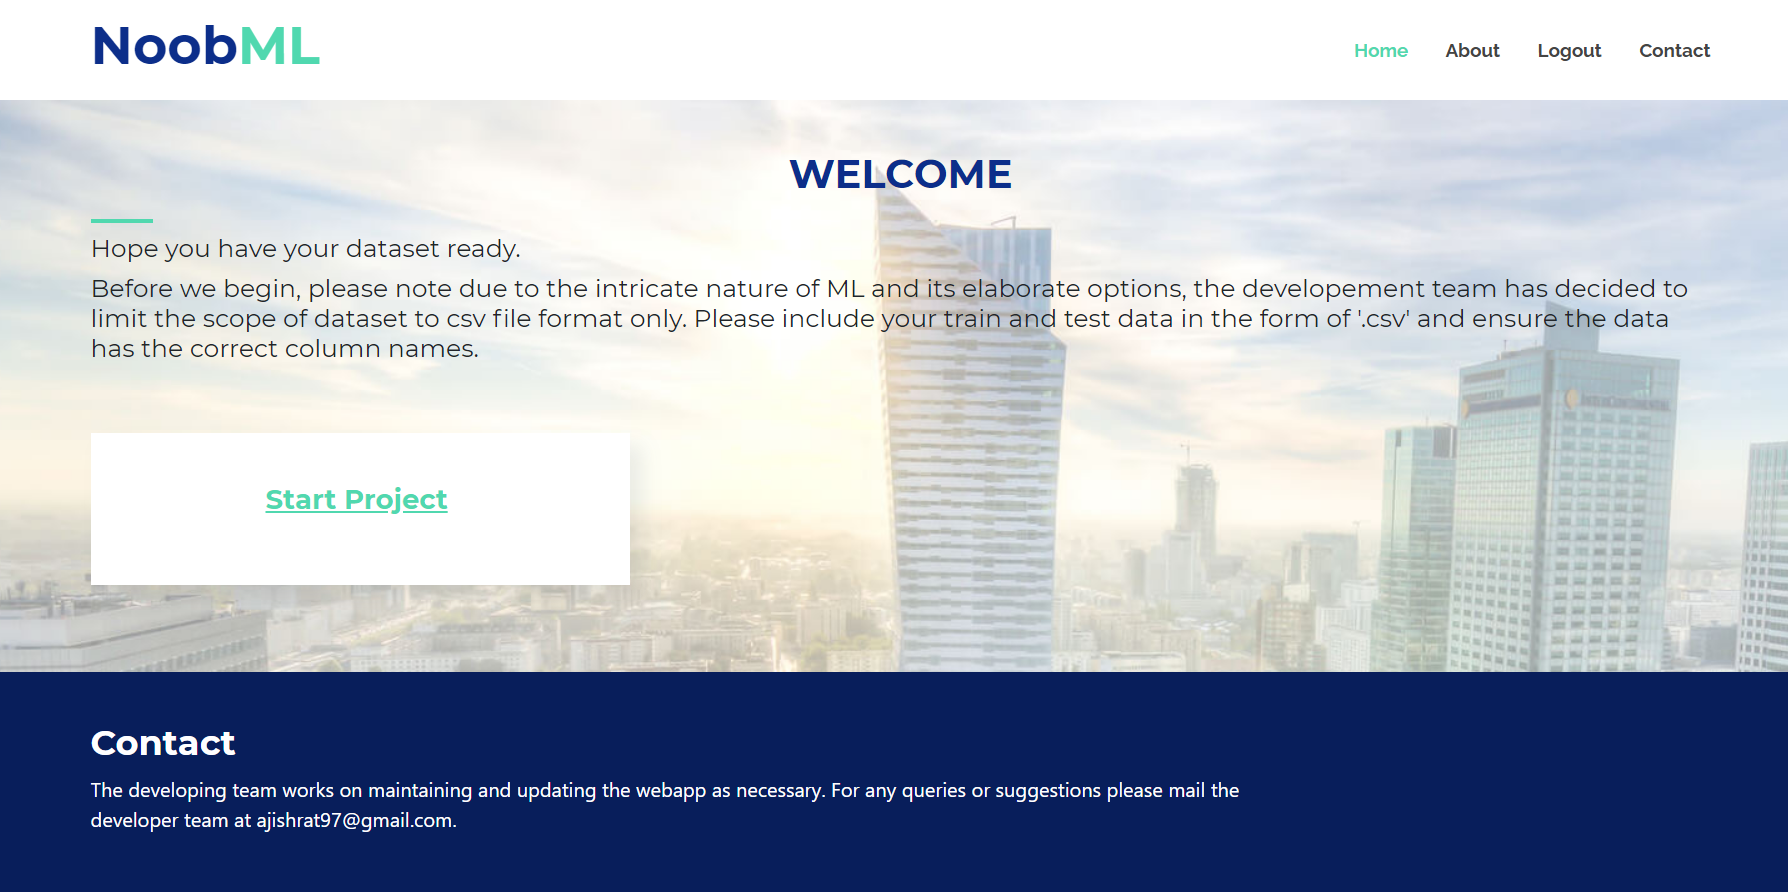 NoobML
Home About Logout Contact
WELCOME
Hope you have your dataset ready.
Before we begin, please note due to the intricate nature of ML and its elaborate options, the developement team has decided to
limit the scope of dataset to csv file format only. Please include your train and test data in the form of '.csv' and ensure the data
has the correct column names.
Start Project
Contact
The developing team works on maintaining and updating the webapp as necessary. For any queries or suggestions please mail the
developer team at ajishrat97@gmail.com.